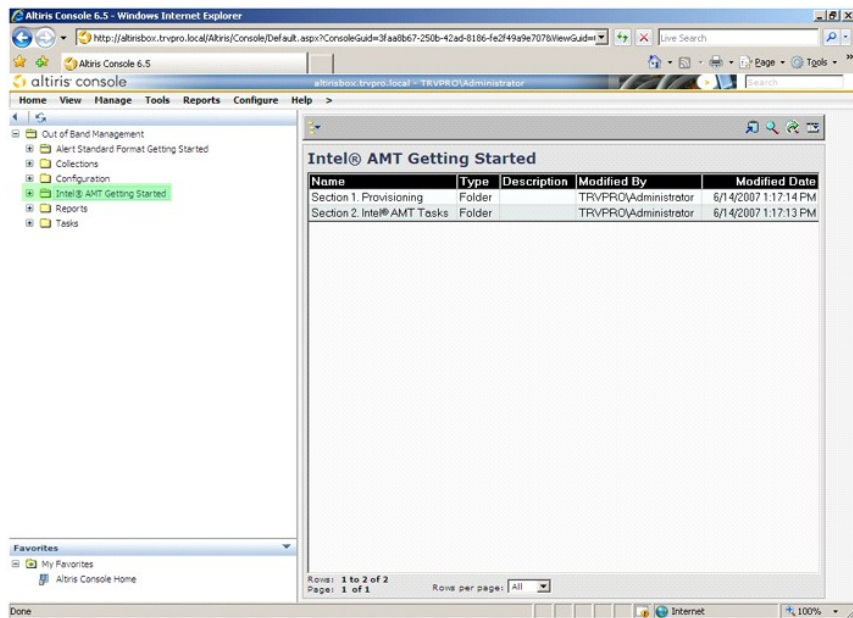 Altiris Console 6.5 - Windows Internet Explorer
http://altirisbox.trvpro.local/Altiris/Console/Default.aspx?ConsoleGuid=3faa8b67-250b-42ad-8186-fe2f49a9e707&ViewGuid=
Live Search
Altiris Console 6.5
Page
Tools
altiris console
altirisbox.trvpro.local - TRVPRO\Administrator
Search
Home View Manage Tools Reports Configure Help >
Out of Band Management
Alert Standard Format Getting Started
Collections
Configuration
Intel® AMT Getting Started
Reports
Tasks
Intel® AMT Getting Started
Name Type Description Modified By Modified Date
Section 1. Provisioning Folder TRVPRO\Administrator 6/14/2007 1:17:14 PM
Section 2. Intel® AMT Tasks Folder TRVPRO\Administrator 6/14/2007 1:17:13 PM
Favorites
My Favorites
Altiris Console Home
Rows: 1 to 2 of 2
Page: 1 of 1
Rows per page: All
Done
Internet
100%